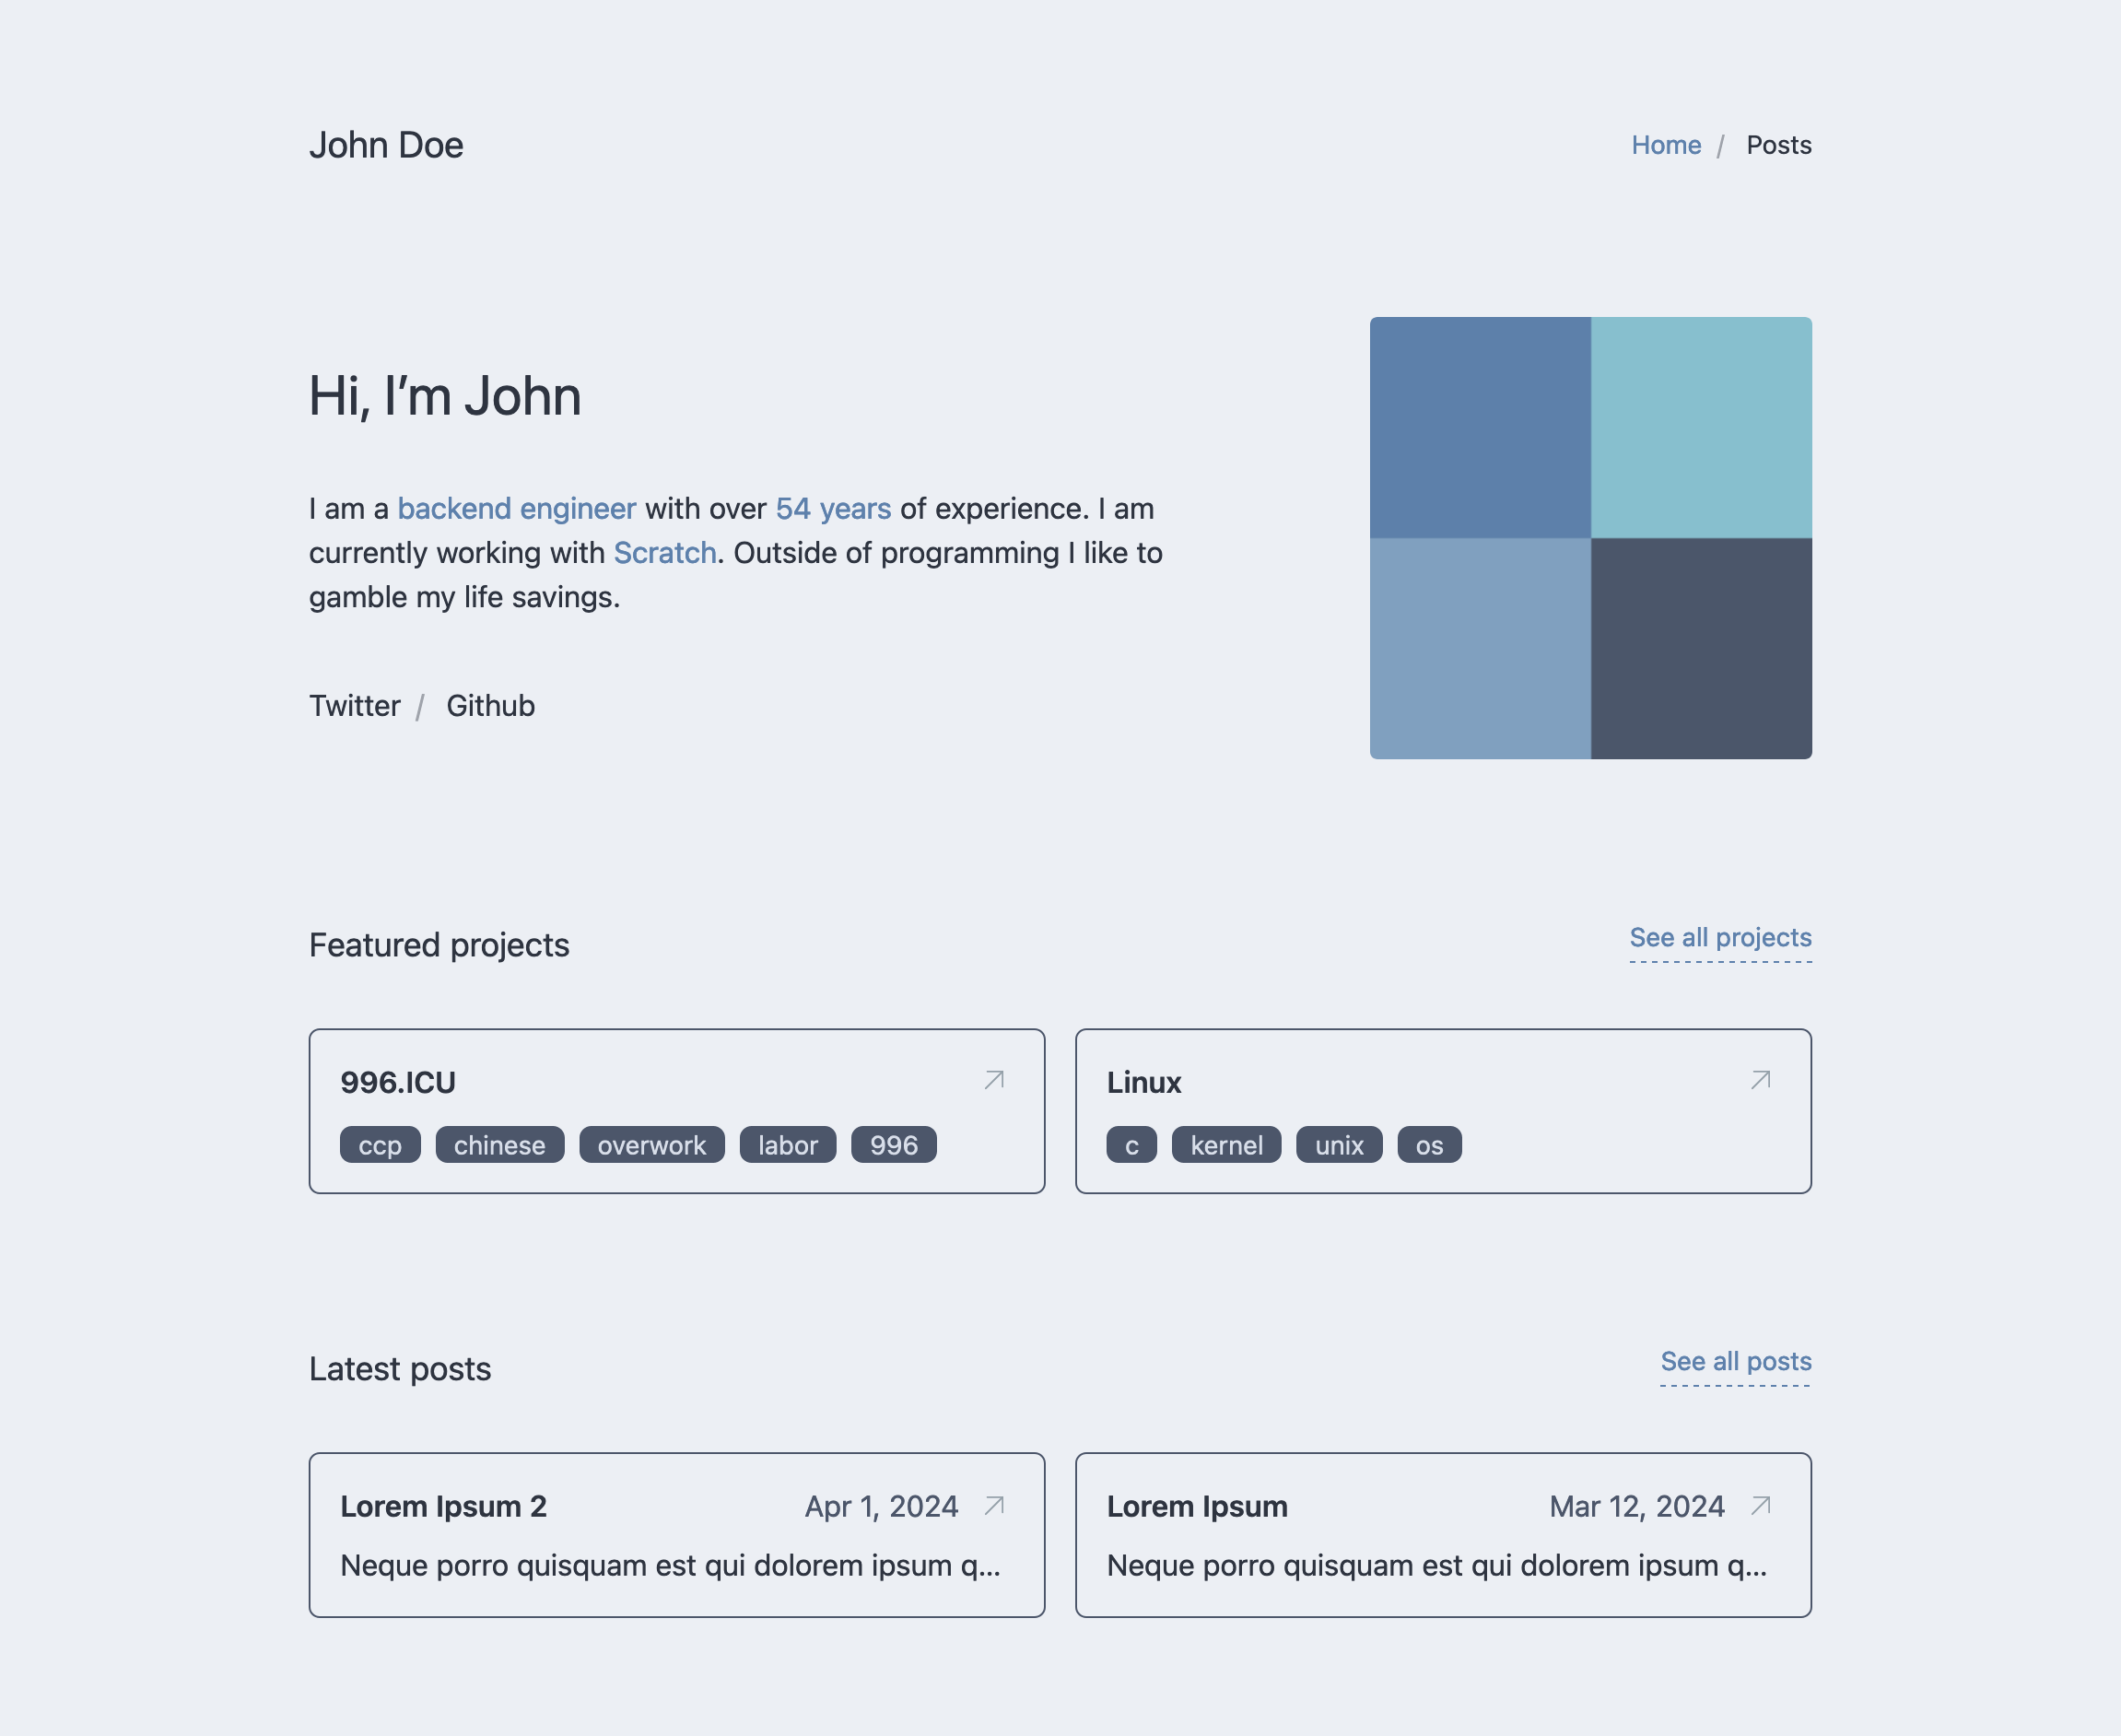 John Doe
Home / Posts
Hi, I’m John
I am a backend engineer with over 54 years of experience. I am
currently working with Scratch. Outside of programming I like to
gamble my life savings.
Twitter / Github
Featured projects
See all projects
996.ICU
ccp chinese overwork labor 996
Linux
c kernel unix os
Latest posts
See all posts
Lorem Ipsum 2
Apr 1, 2024
Neque porro quisquam est qui dolorem ipsum q...
Lorem Ipsum
Mar 12, 2024
Neque porro quisquam est qui dolorem ipsum q...